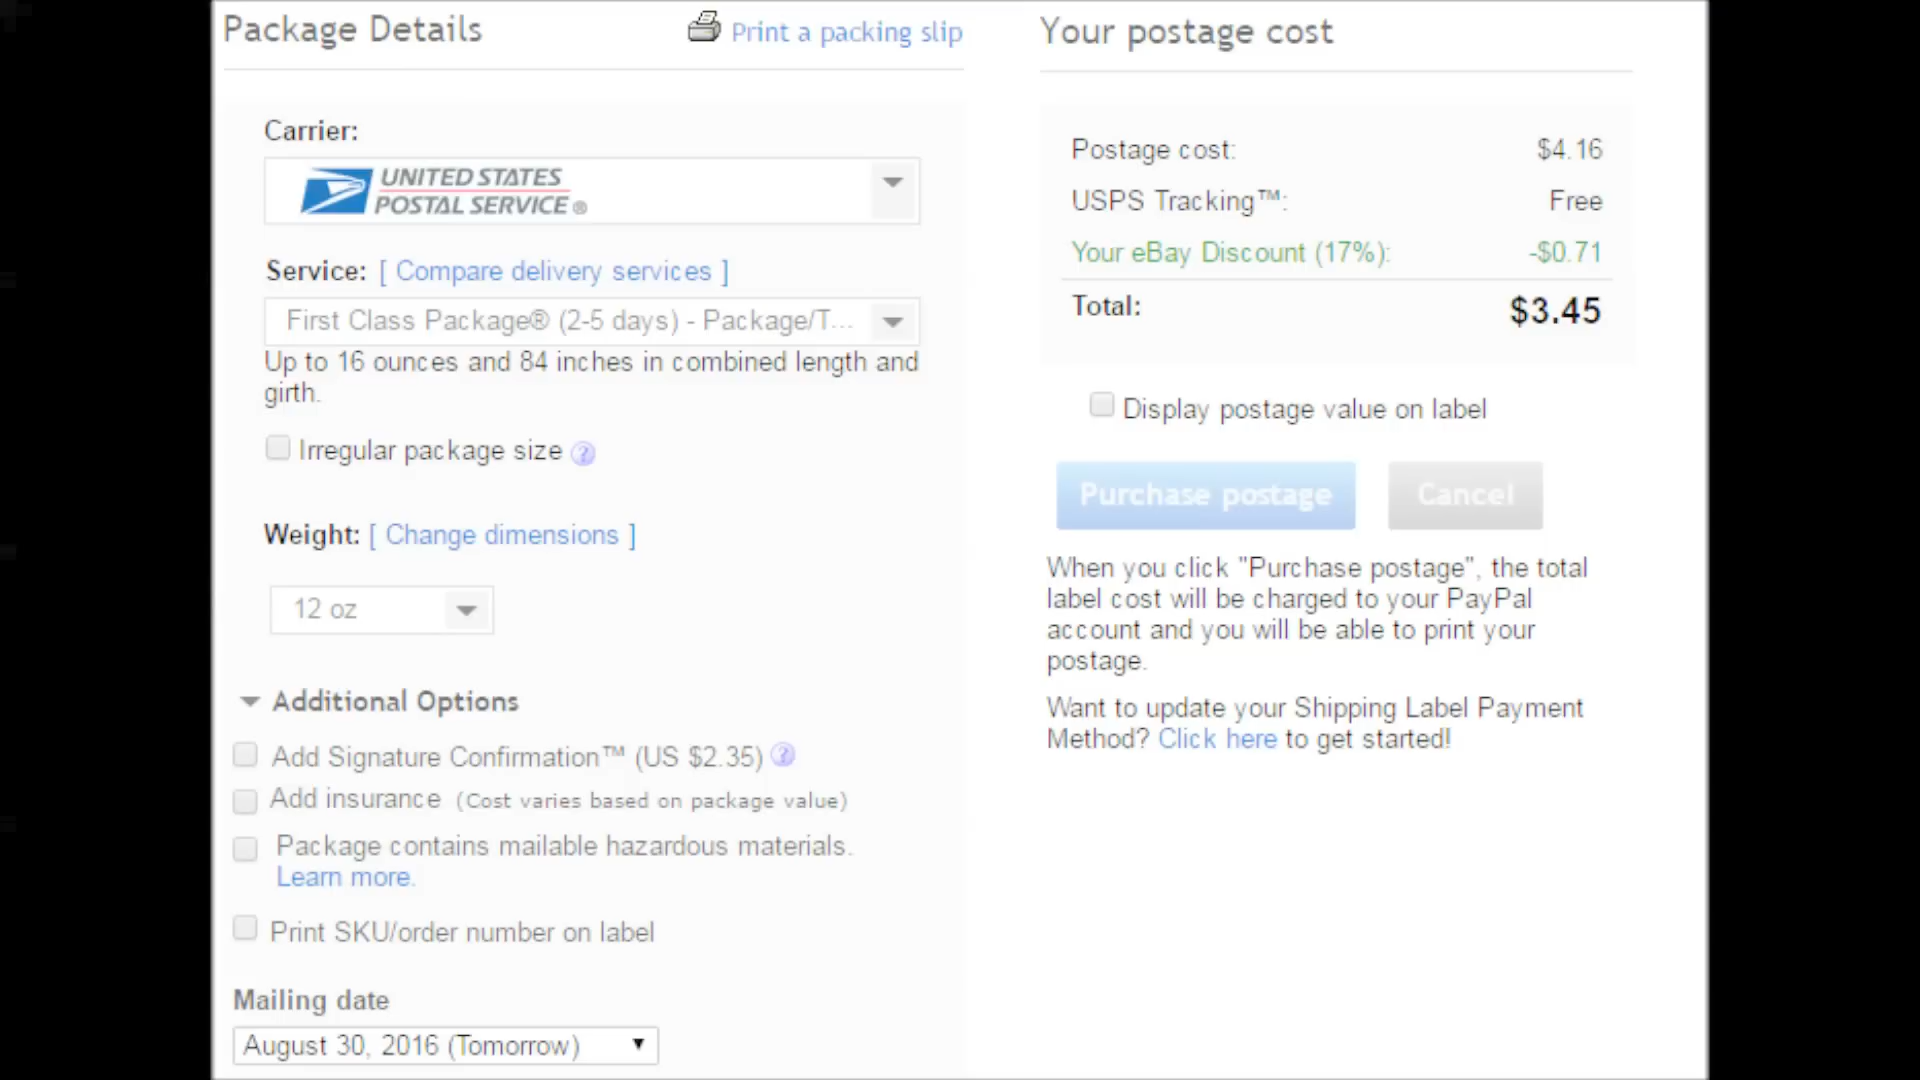 Package Details
Print a packing slip
Carrier:
UNITED STATES
POSTAL SERVICE®
Service: [ Compare delivery services ]
First Class Package® (2-5 days) - Package/T...
Up to 16 ounces and 84 inches in combined length and
girth.
Irregular package size ?
Weight: [ Change dimensions ]
12 oz
Additional Options
Add Signature Confirmation™ (US $2.35) ?
Add insurance (Cost varies based on package value)
Package contains mailable hazardous materials.
Learn more.
Print SKU/order number on label
Mailing date
August 30, 2016 (Tomorrow)
Your postage cost
Postage cost: $4.16
USPS Tracking™: Free
Your eBay Discount (17%): -$0.71
Total: $3.45
Display postage value on label
Purchase postage Cancel
When you click "Purchase postage", the total
label cost will be charged to your PayPal
account and you will be able to print your
postage.
Want to update your Shipping Label Payment
Method? Click here to get started!